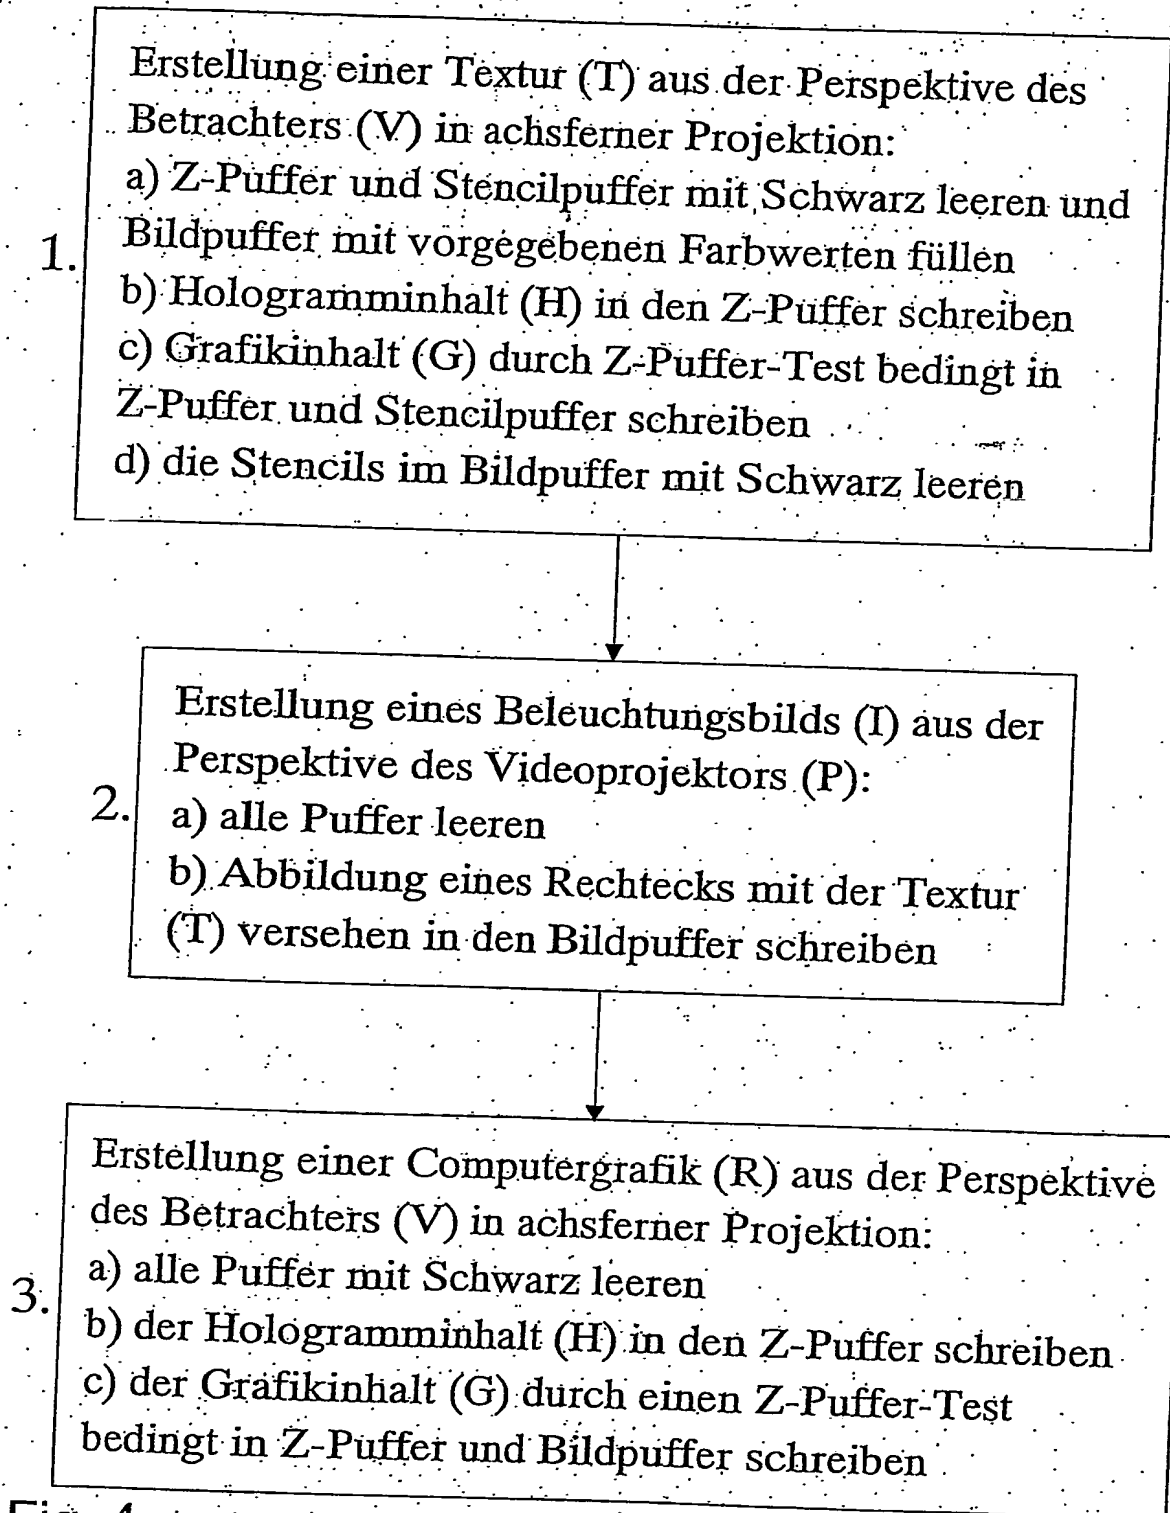 Erstellung einer Textur (T) aus der Perspektive des
Betrachters (V) in achsferner Projektion:
a) Z-Puffer und Stencilpuffer mit Schwarz leeren und
1. Bildpuffer mit vorgegebenen Farbwerten füllen
b) Hologramminhalt (H) in den Z-Puffer schreiben
c) Grafikinhalt (G) durch Z-Puffer-Test bedingt in
Z-Puffer und Stencilpuffer schreiben
d) die Stencils im Bildpuffer mit Schwarz leeren
Erstellung eines Beleuchtungsbilds (I) aus der
Perspektive des Videoprojektors (P):
2. a) alle Puffer leeren
b) Abbildung eines Rechtecks mit der Textur
(T) versehen in den Bildpuffer schreiben
Erstellung einer Computergrafik (R) aus der Perspektive
des Betrachters (V) in achsferner Projektion:
3. a) alle Puffer mit Schwarz leeren
b) der Hologramminhalt (H) in den Z-Puffer schreiben
c) der Grafikinhalt (G) durch einen Z-Puffer-Test
bedingt in Z-Puffer und Bildpuffer schreiben
Fig. 4